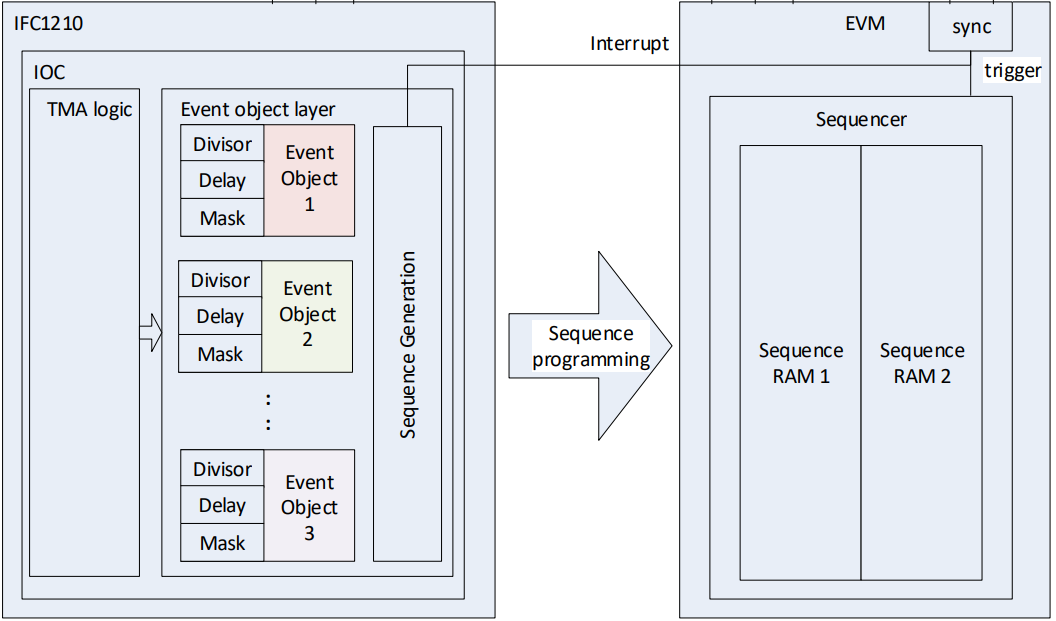 IFC1210
IOC
TMA logic
Event object layer
Divisor
Delay
Mask
Event
Object
1
Divisor
Delay
Mask
Event
Object
2
:
:
Divisor
Delay
Mask
Event
Object
3
Sequence Generation
Interrupt
Sequence
programming
EVM
sync
trigger
Sequencer
Sequence
RAM 1
Sequence
RAM 2